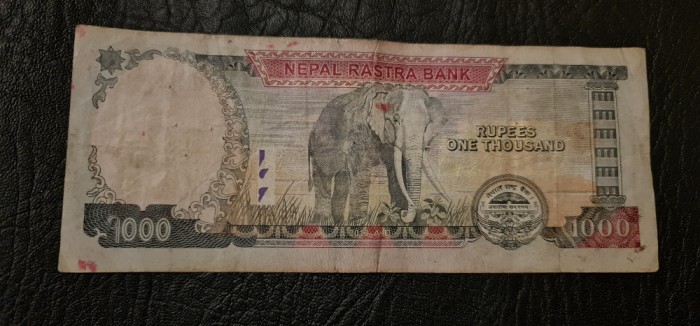 NEPAL RASTRA BANK
RUPEES
ONE THOUSAND
नेपाल राष्ट्र बैंक
1000
1000